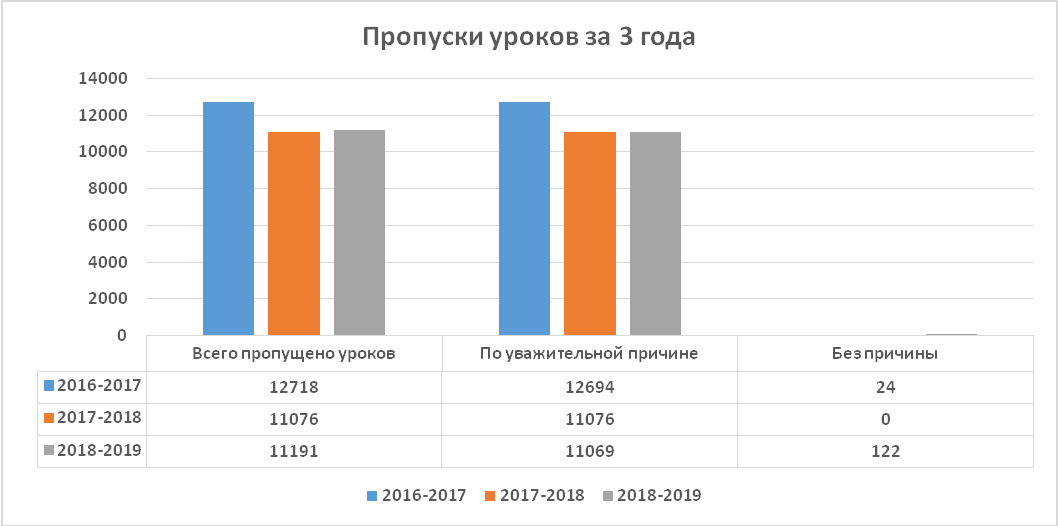 Пропуски уроков за 3 года
14000
12000
10000
8000
6000
4000
2000
0
Всего пропущено уроков По уважительной причине Без причины
2016-2017 12718 12694 24
2017-2018 11076 11076 0
2018-2019 11191 11069 122
2016-2017 2017-2018 2018-2019